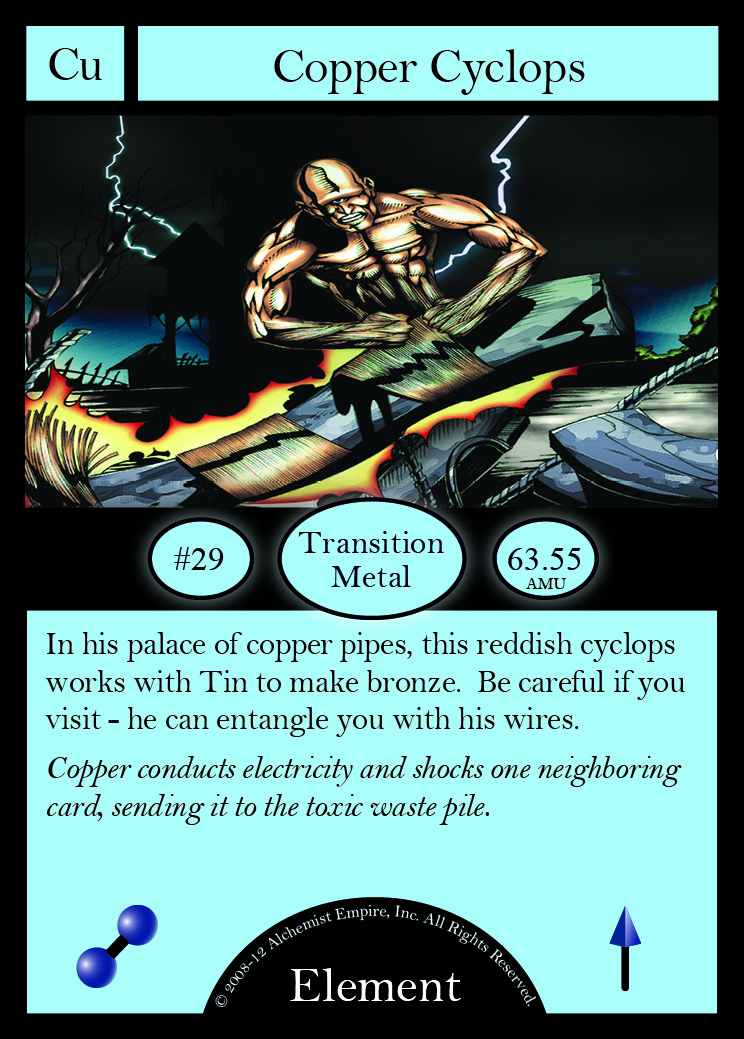 Cu
Copper Cyclops
#29
Transition
Metal
63.55
AMU
In his palace of copper pipes, this reddish cyclops
works with Tin to make bronze.  Be careful if you
visit – he can entangle you with his wires.
Copper conducts electricity and shocks one neighboring
card, sending it to the toxic waste pile.
© 2008-12 Alchemist Empire, Inc. All Rights Reserved.
Element